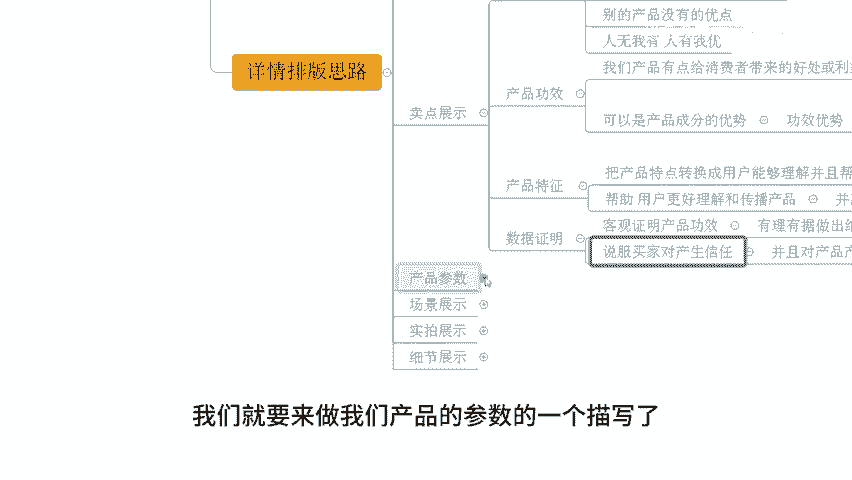 别的产品没有的优点
人无我有 人有我优
详情排版思路
我们产品有点给消费者带来的好处或利
产品功效
卖点展示
可以是产品成分的优势
功效优势
把产品特点转换成用户能够理解并且帮
产品特征
帮助 用户更好理解和传播产品
客观证明产品功效
有理有据做出
数据证明
说服买家对产生信任
并且对产品产
产品参数
场景展示
实拍展示
细节展示
我们就要来做我们产品的参数的一个描写了